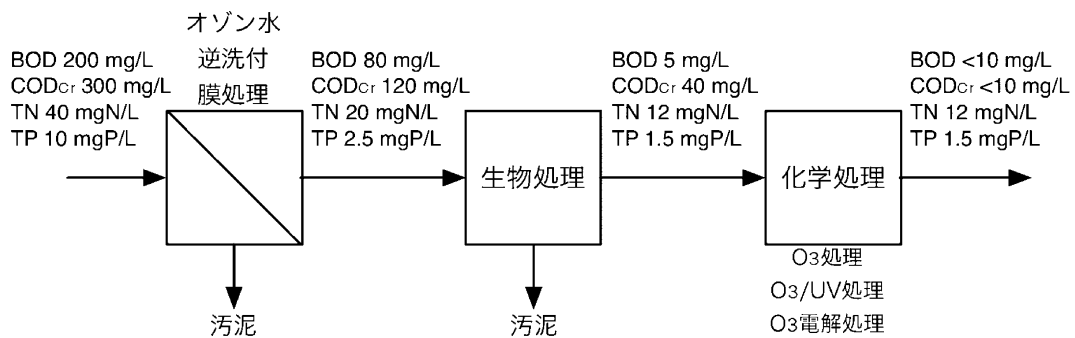 オゾン水
逆洗付
膜処理
BOD 200 mg/L
CODCr 300 mg/L
TN 40 mgN/L
TP 10 mgP/L
BOD 80 mg/L
CODCr 120 mg/L
TN 20 mgN/L
TP 2.5 mgP/L
BOD 5 mg/L
CODCr 40 mg/L
TN 12 mgN/L
TP 1.5 mgP/L
BOD <10 mg/L
CODCr <10 mg/L
TN 12 mgN/L
TP 1.5 mgP/L
生物処理
化学処理
O3処理
O3/UV処理
O3電解処理
汚泥
汚泥